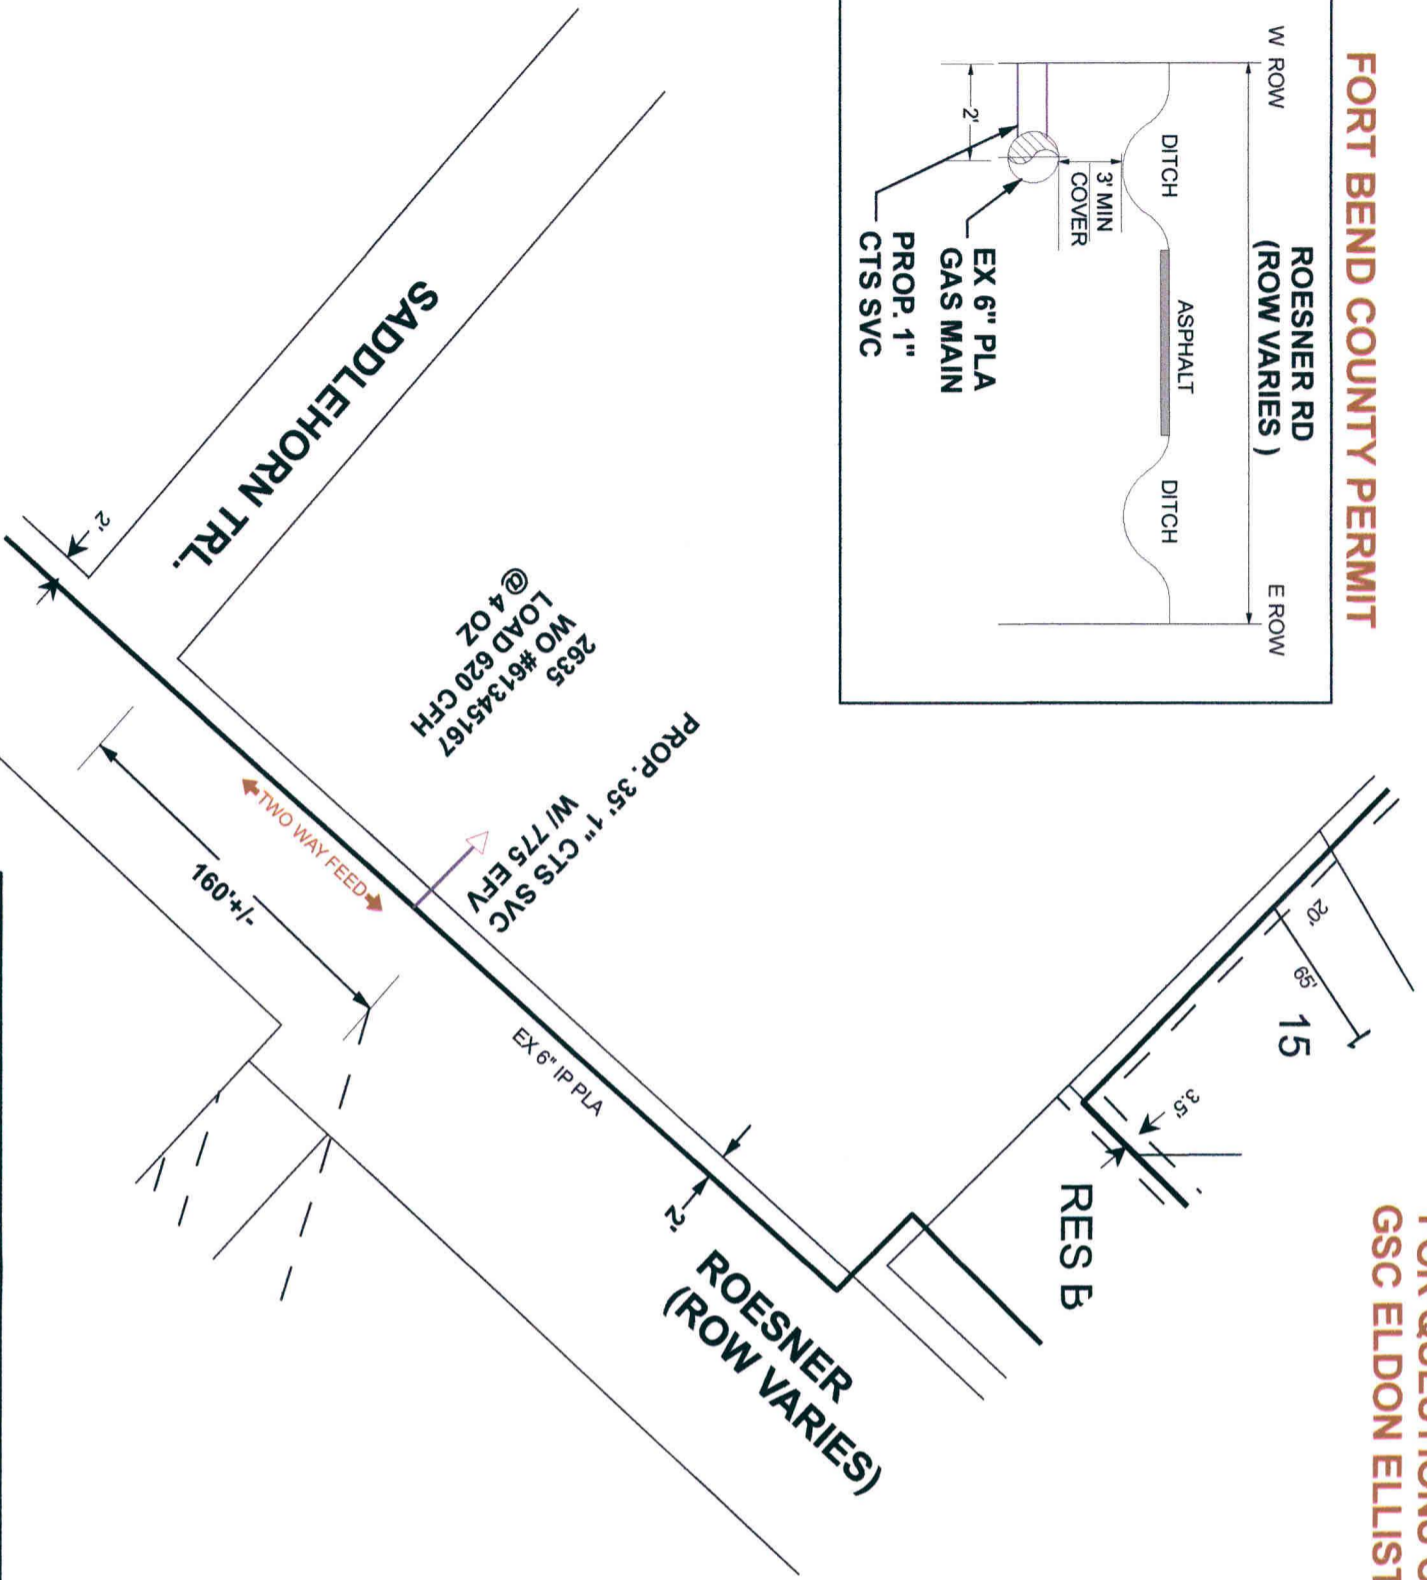 FORT BEND COUNTY PERMIT
ROESNER RD
(ROW VARIES )
W ROW
E ROW
DITCH
ASPHALT
DITCH
3' MIN
COVER
2'
EX 6" PLA
GAS MAIN
PROP. 1"
CTS SVC
GSC ELDON
20'
65'
15
3.5'
RES B
SADDLEHORN TRL.
2'
2635
WO #61345167
LOAD 620 CFH
@ 4 OZ
PROP. 35' 1" CTS SVC
W/ 775 EFV
TWO WAY FEED
160'+/-
EX 6" IP PLA
2'
ROESNER
(ROW VARIES)